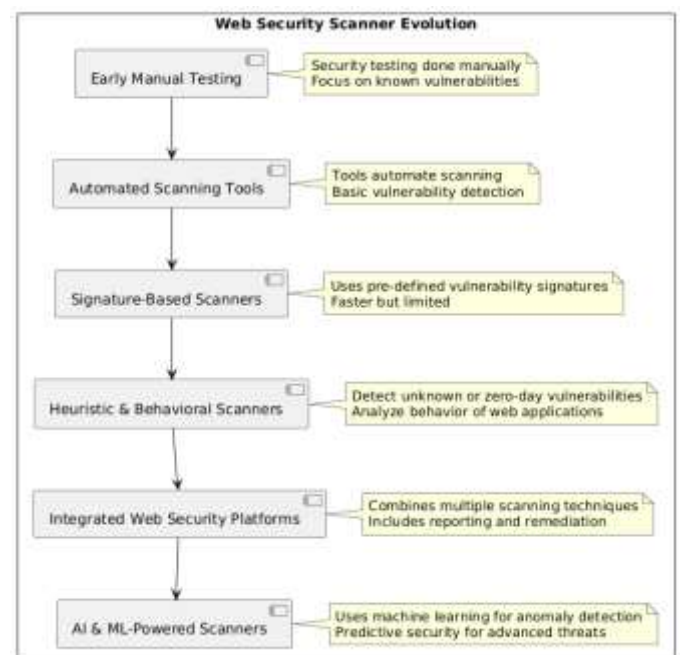 Web Security Scanner Evolution
Early Manual Testing
Security testing done manually
Focus on known vulnerabilities
Automated Scanning Tools
Tools automate scanning
Basic vulnerability detection
Signature-Based Scanners
Uses pre-defined vulnerability signatures
Faster but limited
Heuristic & Behavioral Scanners
Detect unknown or zero-day vulnerabilities
Analyze behavior of web applications
Integrated Web Security Platforms
Combines multiple scanning techniques
Includes reporting and remediation
AI & ML-Powered Scanners
Uses machine learning for anomaly detection
Predictive security for advanced threats